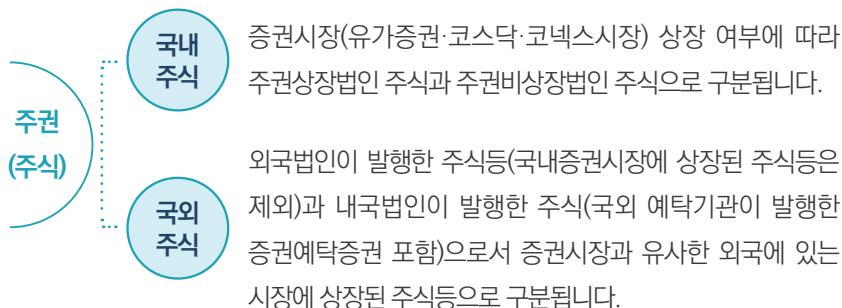 주권
(주식)
국내
주식
증권시장(유가증권·코스닥·코넥스시장) 상장 여부에 따라
주권상장법인 주식과 주권비상장법인 주식으로 구분됩니다.
국외
주식
외국법인이 발행한 주식등(국내증권시장에 상장된 주식등은
제외)과 내국법인이 발행한 주식(국외 예탁기관이 발행한
증권예탁증권 포함)으로서 증권시장과 유사한 외국에 있는
시장에 상장된 주식등으로 구분됩니다.